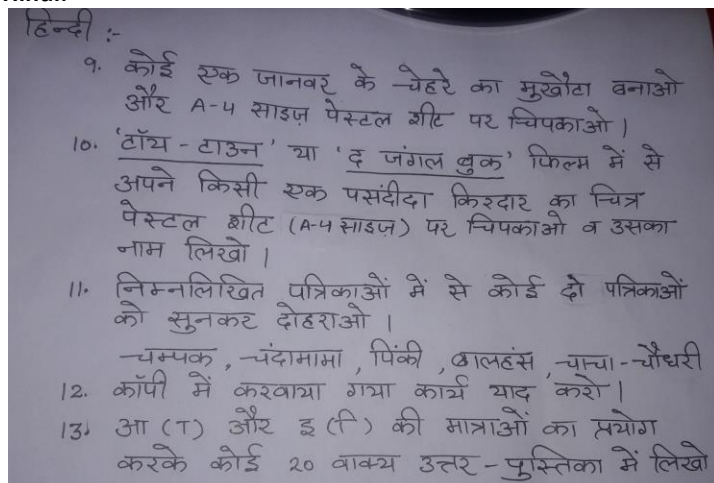 हिन्दी :-
9. कोई एक जानवर के चेहरे का मुखौटा बनाओ
और A-4 साइज़ पेस्टल शीट पर चिपकाओ ।
10. 'टॉय - टाउन' या 'द जंगल बुक' फिल्म में से
अपने किसी एक पसंदीदा किरदार का चित्र
पेस्टल शीट (A-4 साइज़) पर चिपकाओ व उसका
नाम लिखो ।
11. निम्नलिखित पत्रिकाओं में से कोई दो पत्रिकाओं
को सुनकर दोहराओ ।
चम्पक , चंदामामा , पिंकी , बालहंस , चाचा - चौधरी
12. कॉपी में करवाया गया कार्य याद करो ।
13. आ (ा) और इ (ि) की मात्राओं का प्रयोग
करके कोई 20 वाक्य उत्तर - पुस्तिका में लिखो